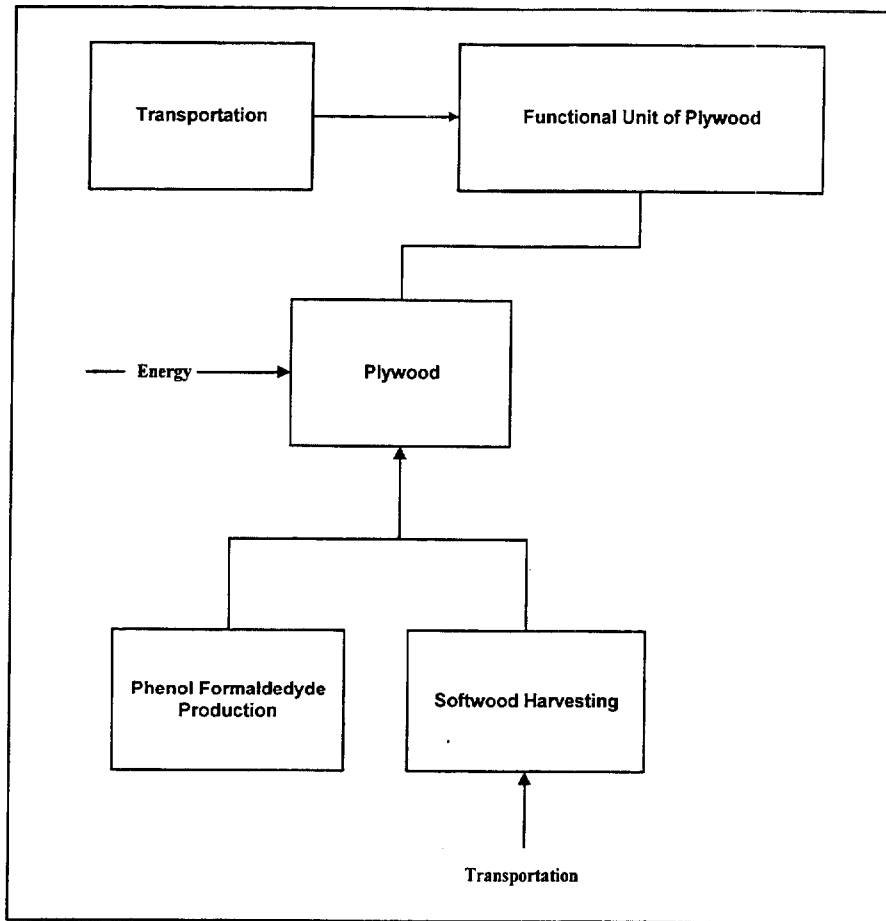 Transportation
Functional Unit of Plywood
Energy
Plywood
Phenol Formaldedyde
Production
Softwood Harvesting
Transportation